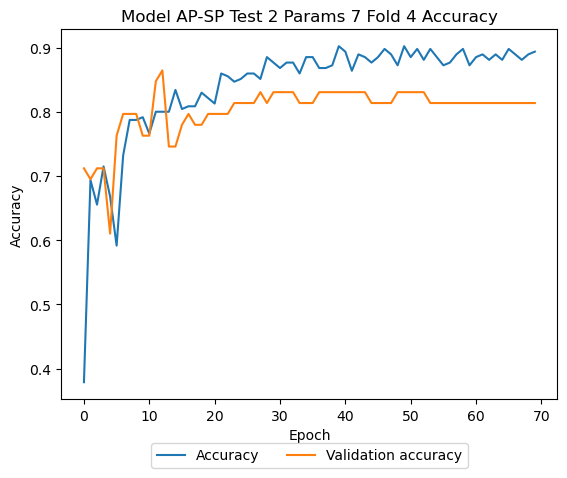 Model AP-SP Test 2 Params 7 Fold 4 Accuracy
Accuracy
0.9
0.8
0.7
0.6
0.5
0.4
0 10 20 30 40 50 60 70
Epoch
Accuracy Validation accuracy